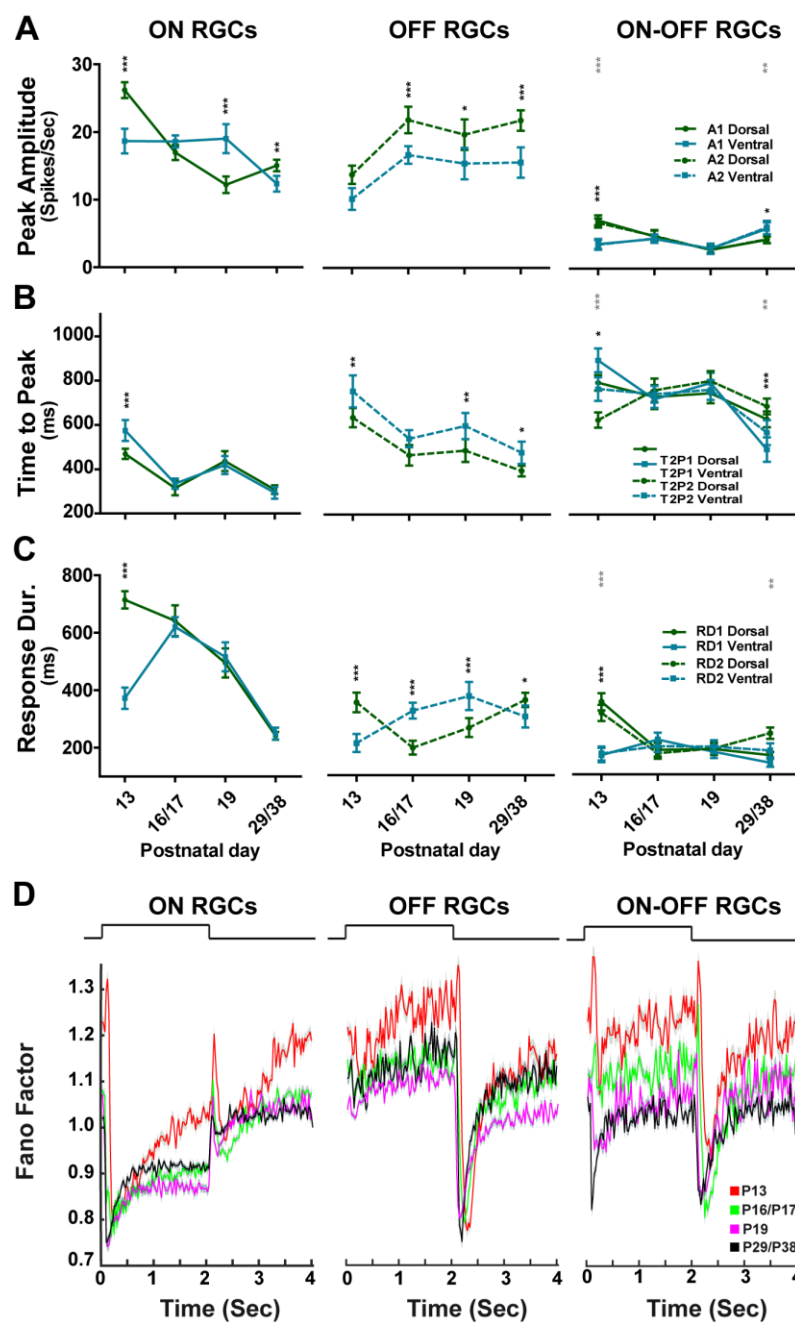 A
ON RGCs
OFF RGCs
ON-OFF RGCs
Peak Amplitude
(Spikes/Sec)
30
20
10
0
***
***
**
***
*
***
***
**
***
*
A1 Dorsal
A1 Ventral
A2 Dorsal
A2 Ventral
B
Time to Peak
(ms)
1000
800
600
400
200
***
**
**
*
***
**
*
***
T2P1 Dorsal
T2P1 Ventral
T2P2 Dorsal
T2P2 Ventral
C
Response Dur.
(ms)
800
600
400
200
***
***
***
***
*
***
**
***
RD1 Dorsal
RD1 Ventral
RD2 Dorsal
RD2 Ventral
13 16/17 19 29/38
13 16/17 19 29/38
13 16/17 19 29/38
Postnatal day
Postnatal day
Postnatal day
D
ON RGCs
OFF RGCs
ON-OFF RGCs
Fano Factor
1.3
1.2
1.1
1.0
0.9
0.8
0.7
P13
P16/P17
P19
P29/P38
0 1 2 3 4
0 1 2 3 4
0 1 2 3 4
Time (Sec)
Time (Sec)
Time (Sec)